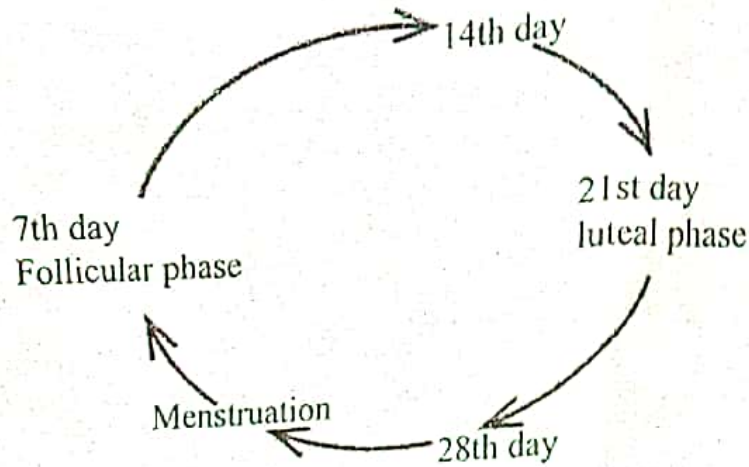 14th day
21st day
luteal phase
28th day
Menstruation
7th day
Follicular phase